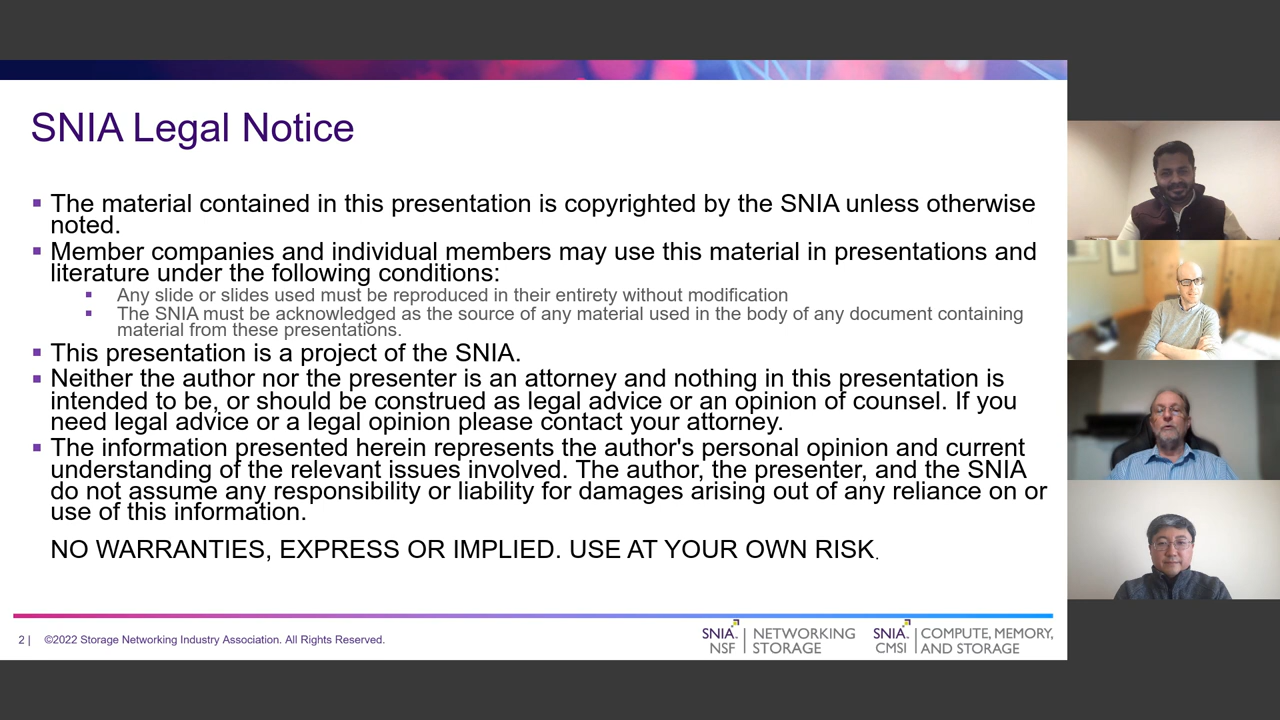 SNIA Legal Notice
▪ The material contained in this presentation is copyrighted by the SNIA unless otherwise
noted.
▪ Member companies and individual members may use this material in presentations and
literature under the following conditions:
▪ Any slide or slides used must be reproduced in their entirety without modification
▪ The SNIA must be acknowledged as the source of any material used in the body of any document containing
material from these presentations.
▪ This presentation is a project of the SNIA.
▪ Neither the author nor the presenter is an attorney and nothing in this presentation is
intended to be, or should be construed as legal advice or an opinion of counsel. If you
need legal advice or a legal opinion please contact your attorney.
▪ The information presented herein represents the author's personal opinion and current
understanding of the relevant issues involved. The author, the presenter, and the SNIA
do not assume any responsibility or liability for damages arising out of any reliance on or
use of this information.
NO WARRANTIES, EXPRESS OR IMPLIED. USE AT YOUR OWN RISK.
2 | ©2022 Storage Networking Industry Association. All Rights Reserved.
SNIA. | NETWORKING
NSF | STORAGE
SNIA. | COMPUTE, MEMORY,
CMSI | AND STORAGE